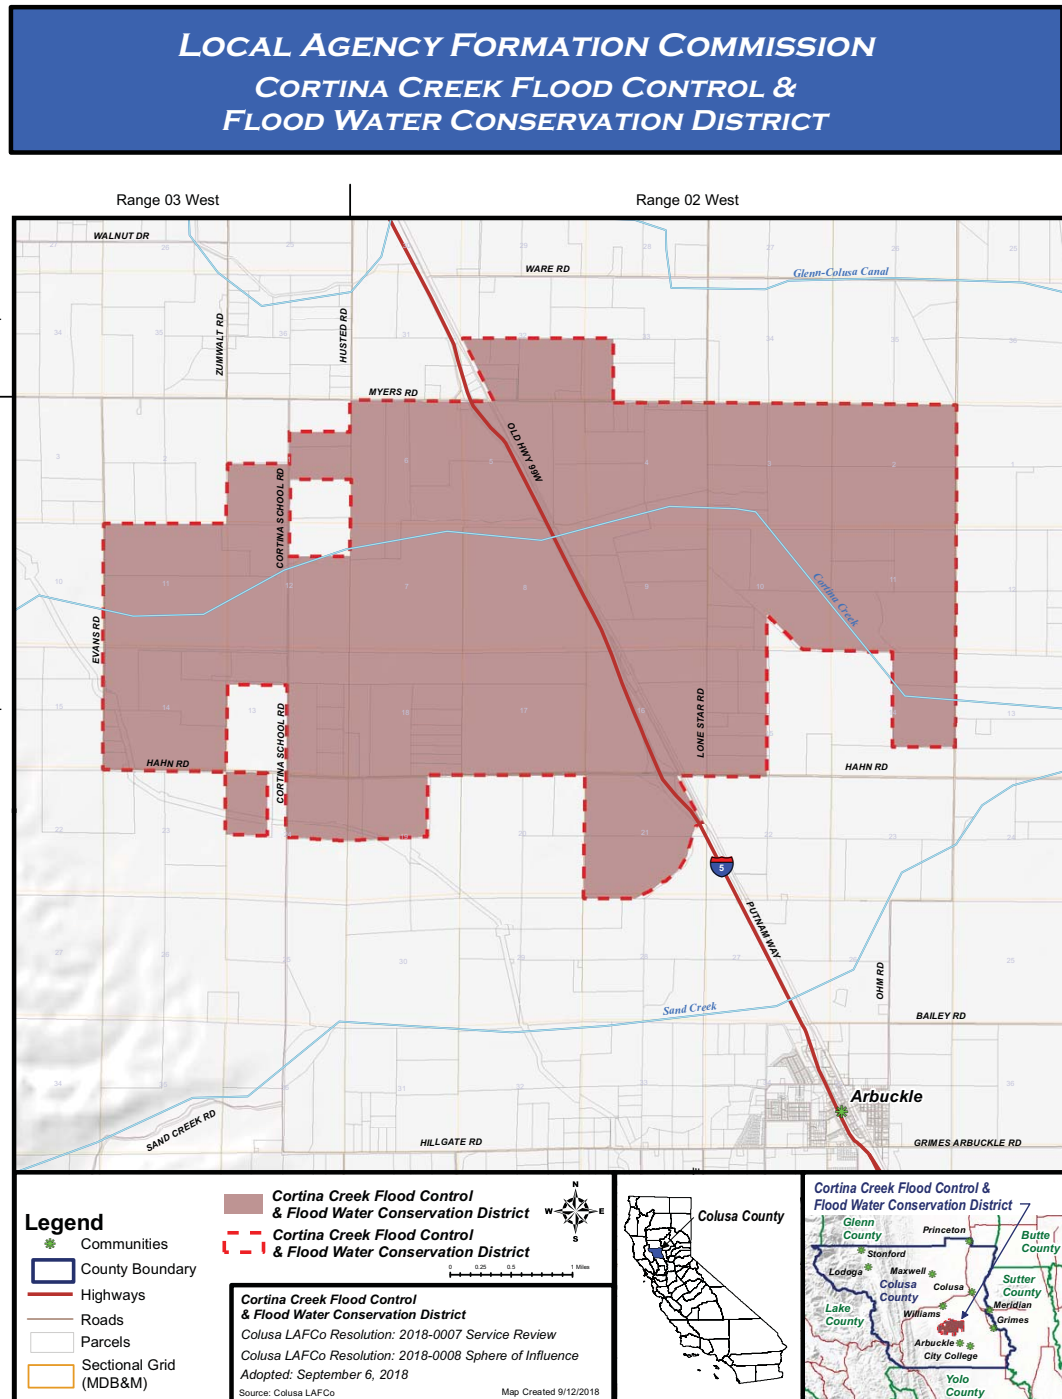 LOCAL AGENCY FORMATION COMMISSION
CORTINA CREEK FLOOD CONTROL &
FLOOD WATER CONSERVATION DISTRICT
Range 03 West
Range 02 West
WALNUT DR
WARE RD
Glenn-Colusa Canal
ZUMWALT RD
HUSTED RD
MYERS RD
OLD HWY 99W
CORTINA SCHOOL RD
Cortina Creek
EVANS RD
LONE STAR RD
CORTINA SCHOOL RD
HAHN RD
HAHN RD
5
PUTNAM WAY
OHM RD
Sand Creek
BAILEY RD
Arbuckle
SAND CREEK RD
HILLGATE RD
GRIMES ARBUCKLE RD
Legend
Communities
County Boundary
Highways
Roads
Parcels
Sectional Grid
(MDB&M)
Cortina Creek Flood Control
& Flood Water Conservation District
Cortina Creek Flood Control
& Flood Water Conservation District
N
W
E
S
0 0.25 0.5 1 Miles
Cortina Creek Flood Control
& Flood Water Conservation District
Colusa LAFCo Resolution: 2018-0007 Service Review
Colusa LAFCo Resolution: 2018-0008 Sphere of Influence
Adopted: September 6, 2018
Source: Colusa LAFCo
Map Created 9/12/2018
Colusa County
Cortina Creek Flood Control &
Flood Water Conservation District
Glenn
County
Princeton
Butte
County
Stonford
Lodoga
Maxwell
Colusa
County
Colusa
Sutter
County
Meridian
Williams
Lake
County
Grimes
Arbuckle
City College
Yolo
County